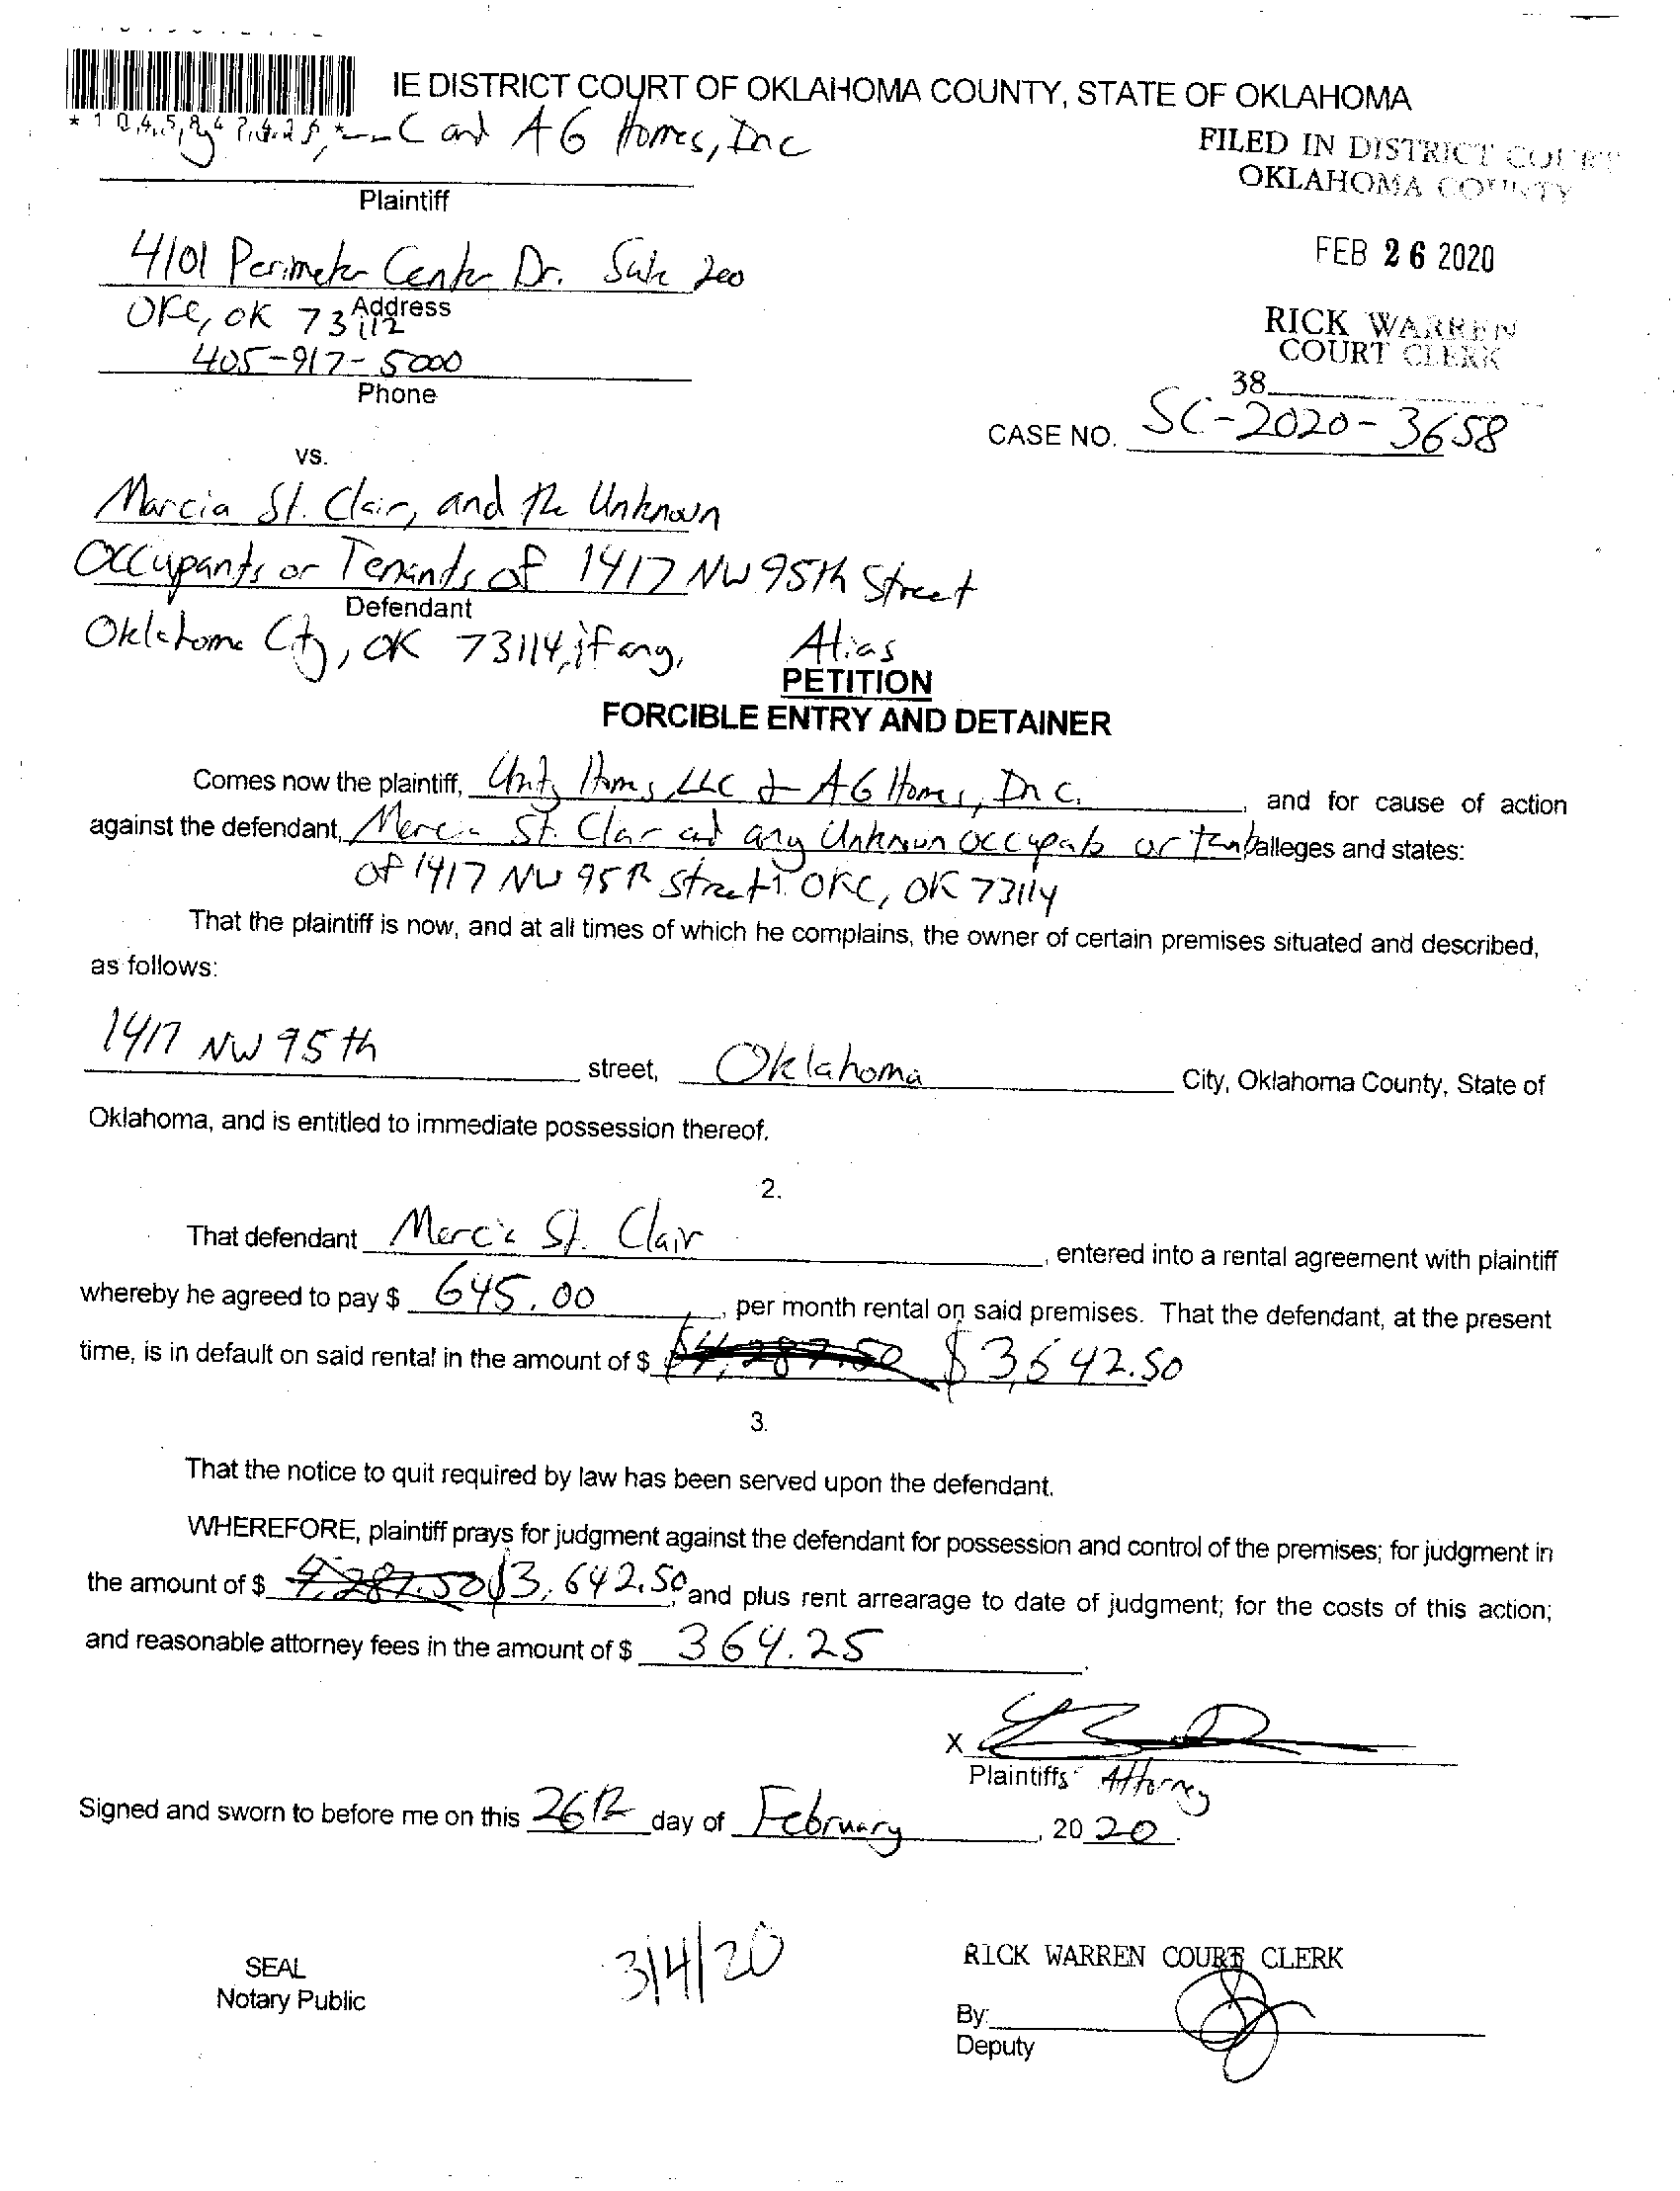 IE DISTRICT COURT OF OKLAHOMA COUNTY, STATE OF OKLAHOMA
C and AG Homes, Inc
FILED IN DISTRICT COURT
OKLAHOMA COUNTY
Plaintiff
4101 Perimeter Center Dr. Suite 200
FEB 26 2020
Address
OKC, OK 73112
RICK WARREN
COURT CLERK
405-917-5000
Phone
38
CASE NO. SC-2020-3658
vs.
Marcia St. Clair, and the Unknown
Occupants or Tenants of 1417 NW 95th Street
Defendant
Oklahoma City, OK 73114, if any,
Alias
PETITION
FORCIBLE ENTRY AND DETAINER
Comes now the plaintiff, Unity Homes, LLC & AG Homes, Inc. , and for cause of action
against the defendant, Marcia St. Clair and any Unknown occupants or tenants alleges and states:
of 1417 NW 95th Street OKC, OK 73114
1.
That the plaintiff is now, and at all times of which he complains, the owner of certain premises situated and described,
as follows:
1417 NW 95th street, Oklahoma City, Oklahoma County, State of
Oklahoma, and is entitled to immediate possession thereof.
2.
That defendant Marcia St. Clair , entered into a rental agreement with plaintiff
whereby he agreed to pay $ 645.00 , per month rental on said premises. That the defendant, at the present
time, is in default on said rental in the amount of $ $4,287.50 $3,642.50
3.
That the notice to quit required by law has been served upon the defendant.
WHEREFORE, plaintiff prays for judgment against the defendant for possession and control of the premises; for judgment in
the amount of $ 4,287.50 $3,642.50, and plus rent arrearage to date of judgment; for the costs of this action;
and reasonable attorney fees in the amount of $ 364.25 .
X
Plaintiffs' Attorney
Signed and sworn to before me on this 26th day of February , 20 20 .
SEAL
Notary Public
3/4/20
RICK WARREN COURT CLERK
By:
Deputy